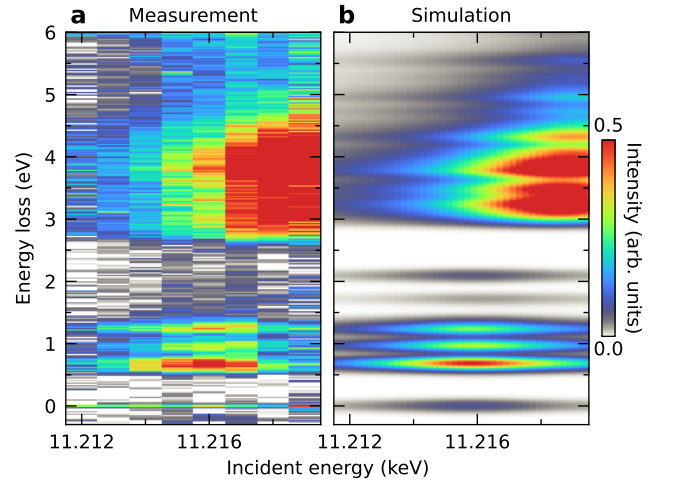 a Measurement
b Simulation
6
5
4
3
2
1
0
Energy loss (eV)
0.5
0.0
Intensity (arb. units)
11.212 11.216 11.212 11.216
Incident energy (keV)